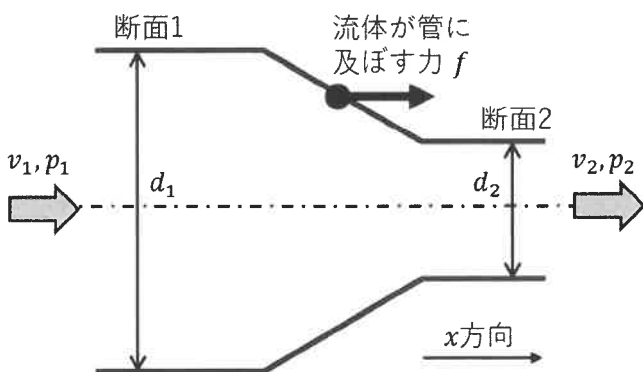 断面1
流体が管に
及ぼす力 f
断面2
v₁, p₁
d₁
d₂
v₂, p₂
x方向